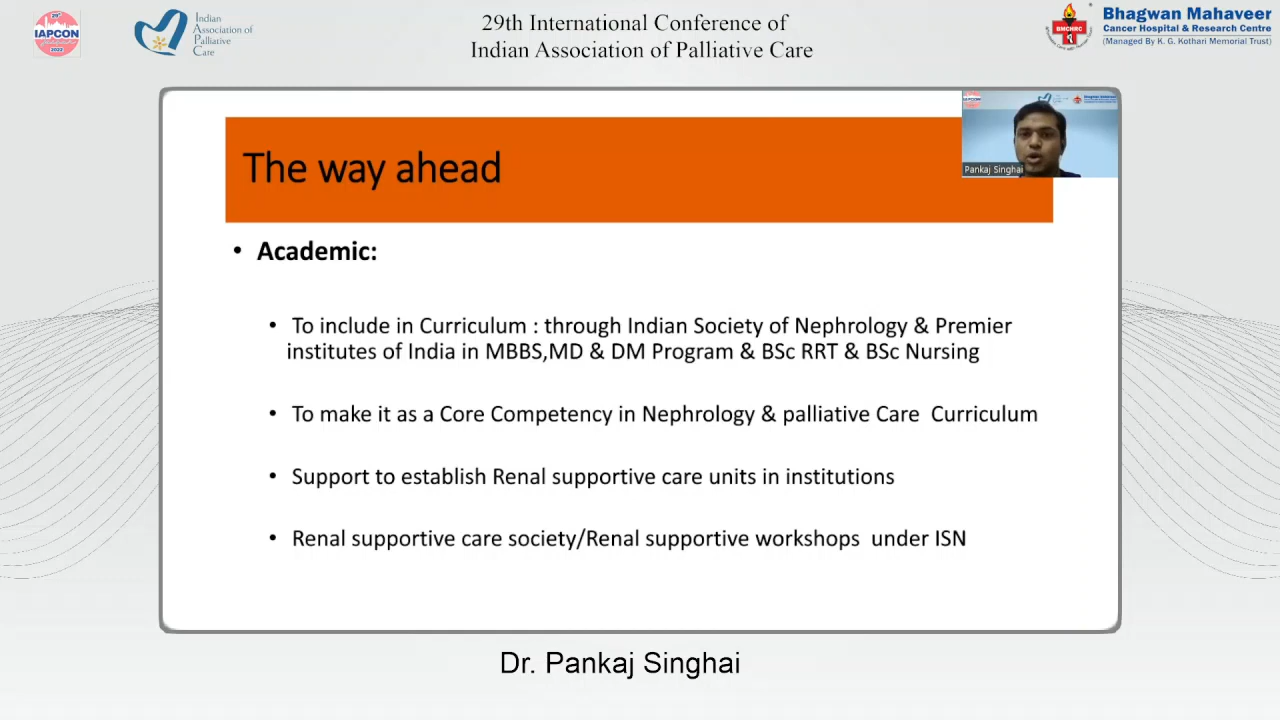 29th
IAPCON
2022
Indian
Association of
Palliative
Care
29th International Conference of
Indian Association of Palliative Care
BMCHRC
Bhagwan Mahaveer
Cancer Hospital & Research Centre
(Managed By K. G. Kothari Memorial Trust)
Pankaj Singhai
The way ahead
• Academic:
• To include in Curriculum : through Indian Society of Nephrology & Premier
institutes of India in MBBS,MD & DM Program & BSc RRT & BSc Nursing
• To make it as a Core Competency in Nephrology & palliative Care Curriculum
• Support to establish Renal supportive care units in institutions
• Renal supportive care society/Renal supportive workshops under ISN
Dr. Pankaj Singhai